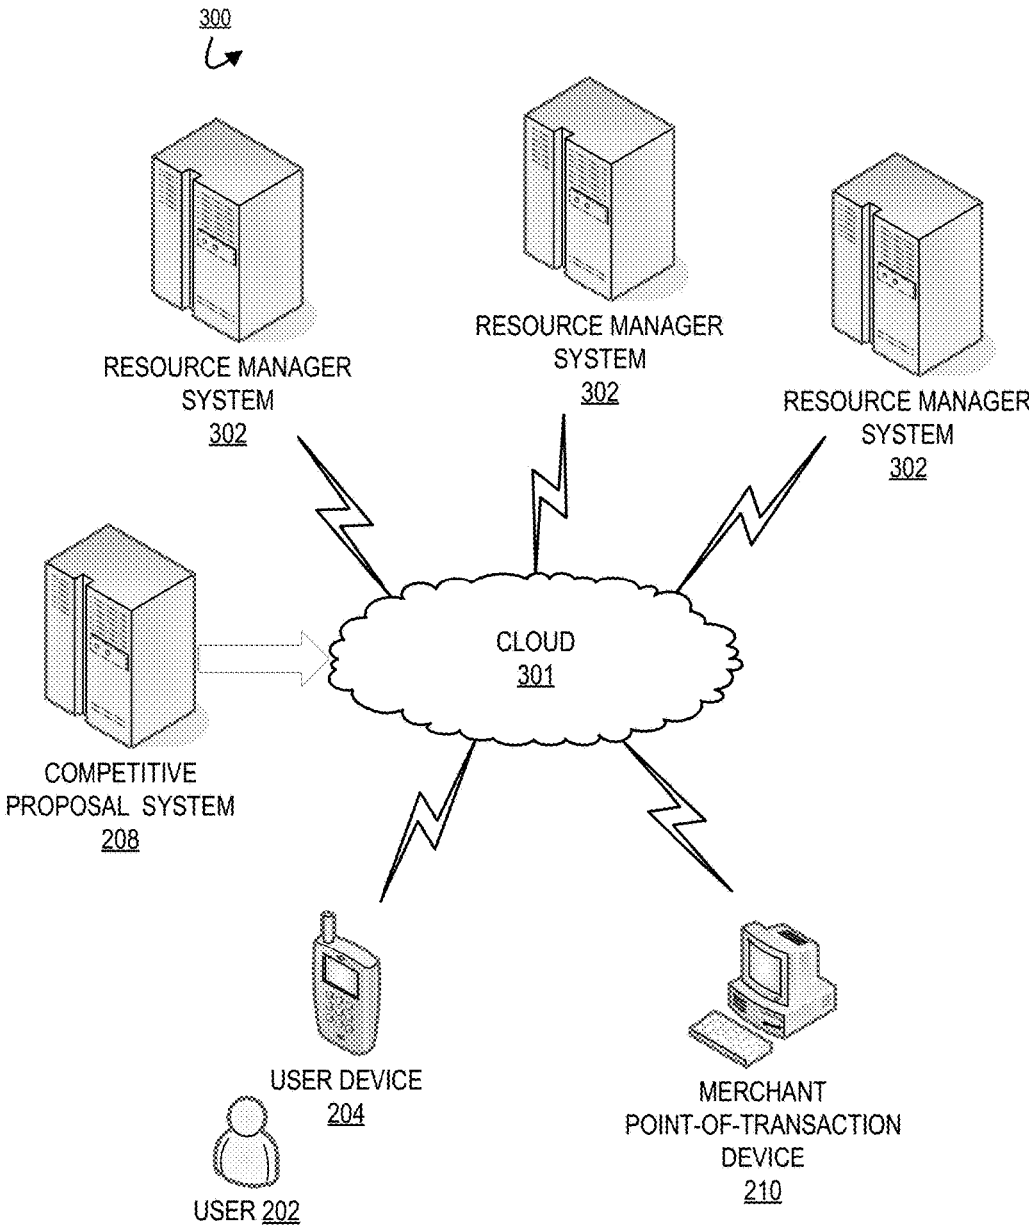 300
RESOURCE MANAGER
SYSTEM
302
RESOURCE MANAGER
SYSTEM
302
RESOURCE MANAGER
SYSTEM
302
CLOUD
301
COMPETITIVE
PROPOSAL SYSTEM
208
USER DEVICE
204
USER 202
MERCHANT
POINT-OF-TRANSACTION
DEVICE
210